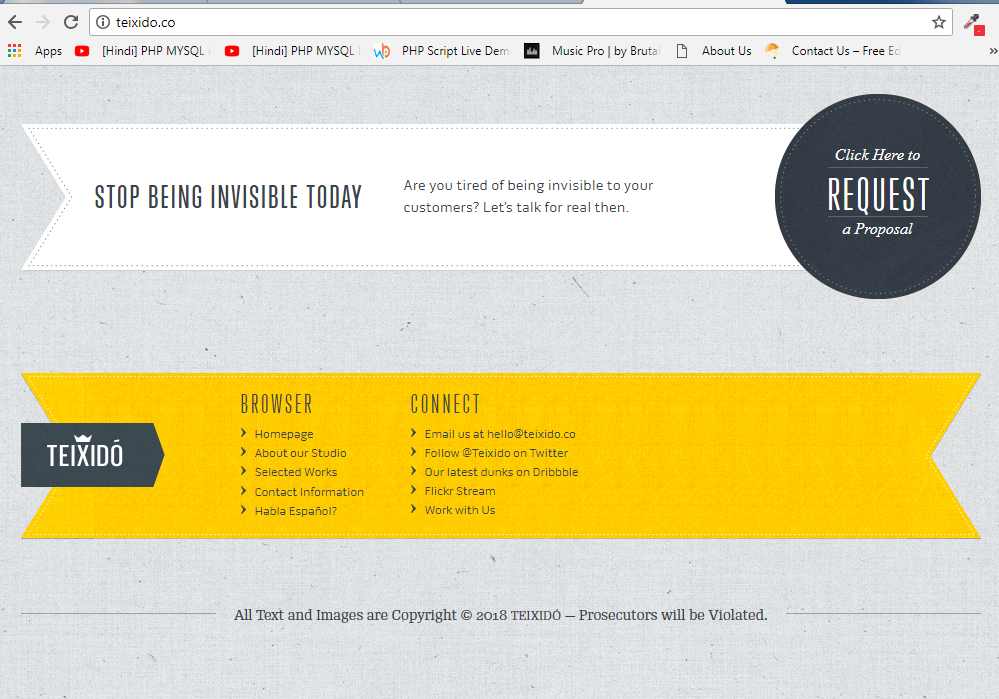 teixido.co
Apps [Hindi] PHP MYSQL [Hindi] PHP MYSQL PHP Script Live Dem Music Pro | by Brutal About Us Contact Us – Free Ed »
STOP BEING INVISIBLE TODAY
Are you tired of being invisible to your
customers? Let's talk for real then.
Click Here to
REQUEST
a Proposal
TEIXIDÓ
BROWSER
Homepage
About our Studio
Selected Works
Contact Information
Habla Español?
CONNECT
Email us at hello@teixido.co
Follow @Teixido on Twitter
Our latest dunks on Dribbble
Flickr Stream
Work with Us
All Text and Images are Copyright © 2018 TEIXIDÓ — Prosecutors will be Violated.